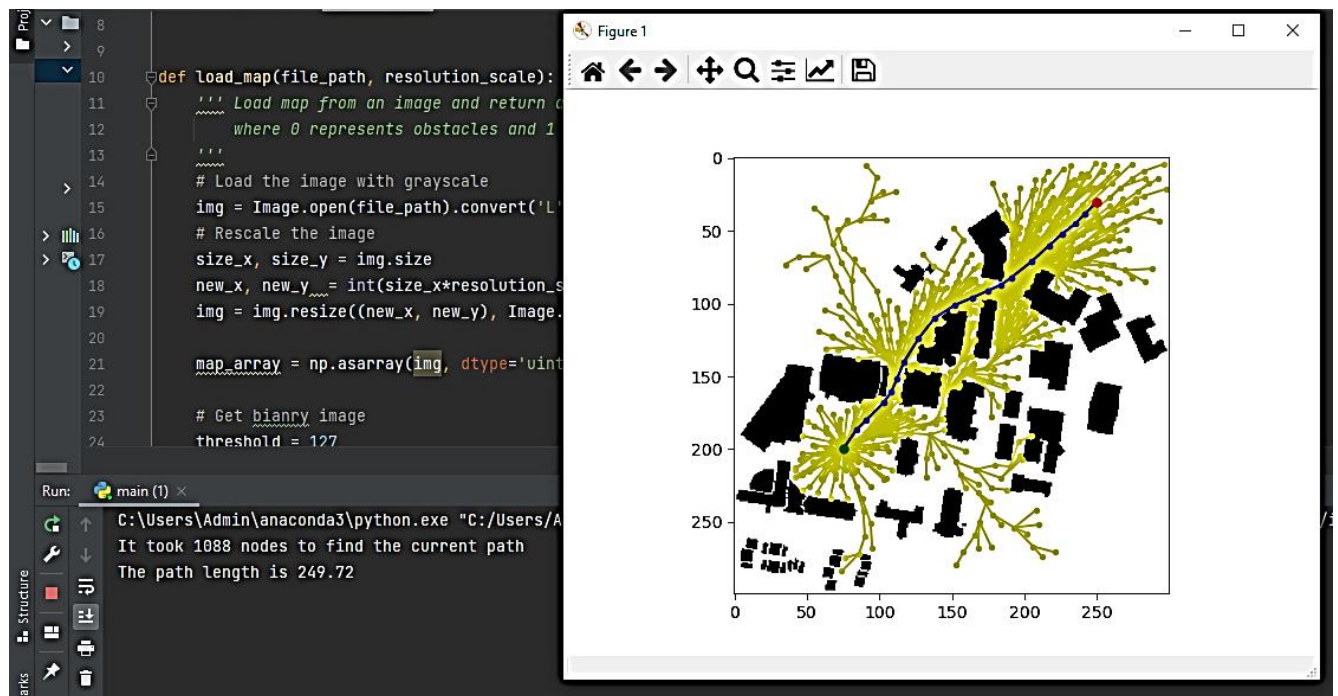 Proj
8
9
10 def load_map(file_path, resolution_scale):
11 ''' Load map from an image and return a
12 where 0 represents obstacles and 1
13 '''
14 # Load the image with grayscale
15 img = Image.open(file_path).convert('L'
16 # Rescale the image
17 size_x, size_y = img.size
18 new_x, new_y = int(size_x*resolution_s
19 img = img.resize((new_x, new_y), Image.
20
21 map_array = np.asarray(img, dtype='uint
22
23 # Get bianry image
24 threshold = 127
Figure 1
0
50
100
150
200
250
0 50 100 150 200 250
Run: main (1)
C:\Users\Admin\anaconda3\python.exe "C:/Users/A
It took 1088 nodes to find the current path
The path length is 249.72
Structure
arks